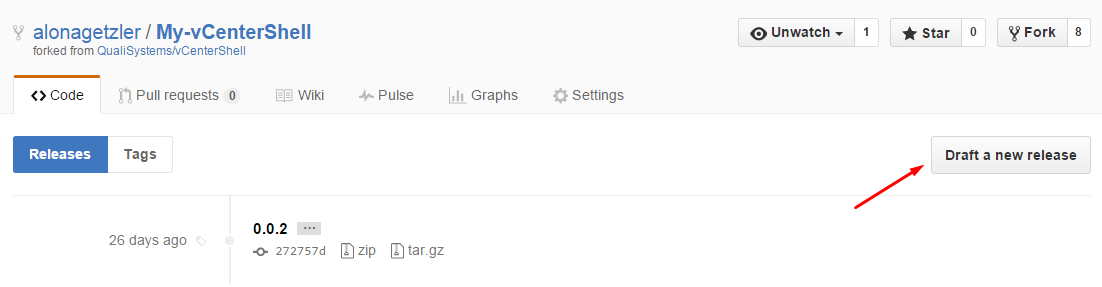 alonagetzler / My-vCenterShell
forked from QualiSystems/vCenterShell
Unwatch 1 Star 0 Fork 8
Code Pull requests 0 Wiki Pulse Graphs Settings
Releases Tags Draft a new release
0.0.2 ...
26 days ago
272757d zip tar.gz